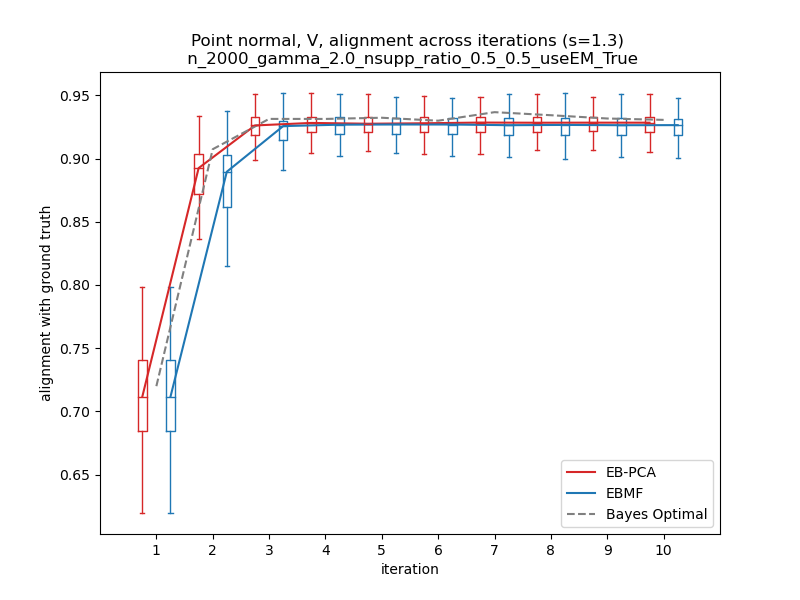 Point normal, V, alignment across iterations (s=1.3)
n_2000_gamma_2.0_nsupp_ratio_0.5_0.5_useEM_True
alignment with ground truth
0.95
0.90
0.85
0.80
0.75
0.70
0.65
EB-PCA
EBMF
Bayes Optimal
1 2 3 4 5 6 7 8 9 10
iteration